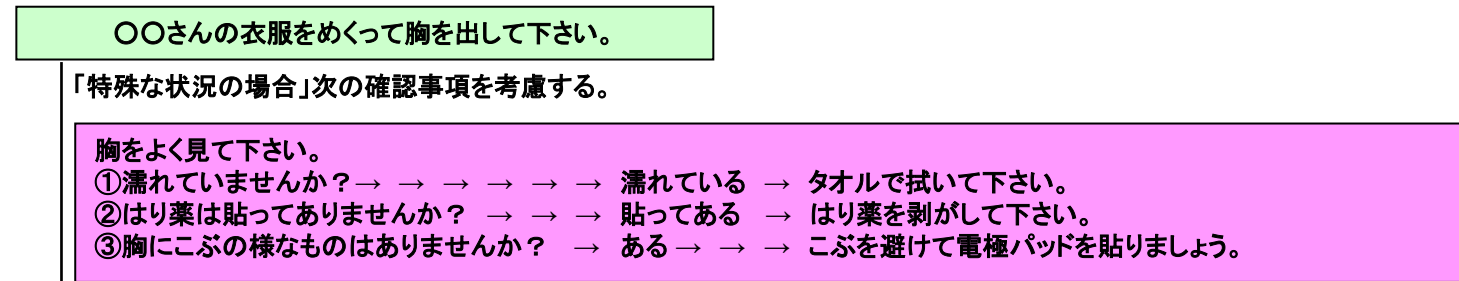 〇〇さんの衣服をめくって胸を出して下さい。
「特殊な状況の場合」次の確認事項を考慮する。
胸をよく見て下さい。
①濡れていませんか？→ → → → → → 濡れている → タオルで拭いて下さい。
②はり薬は貼ってありませんか？ → → → 貼ってある → はり薬を剥がして下さい。
③胸にこぶの様なものはありませんか？ → ある → → → こぶを避けて電極パッドを貼りましょう。